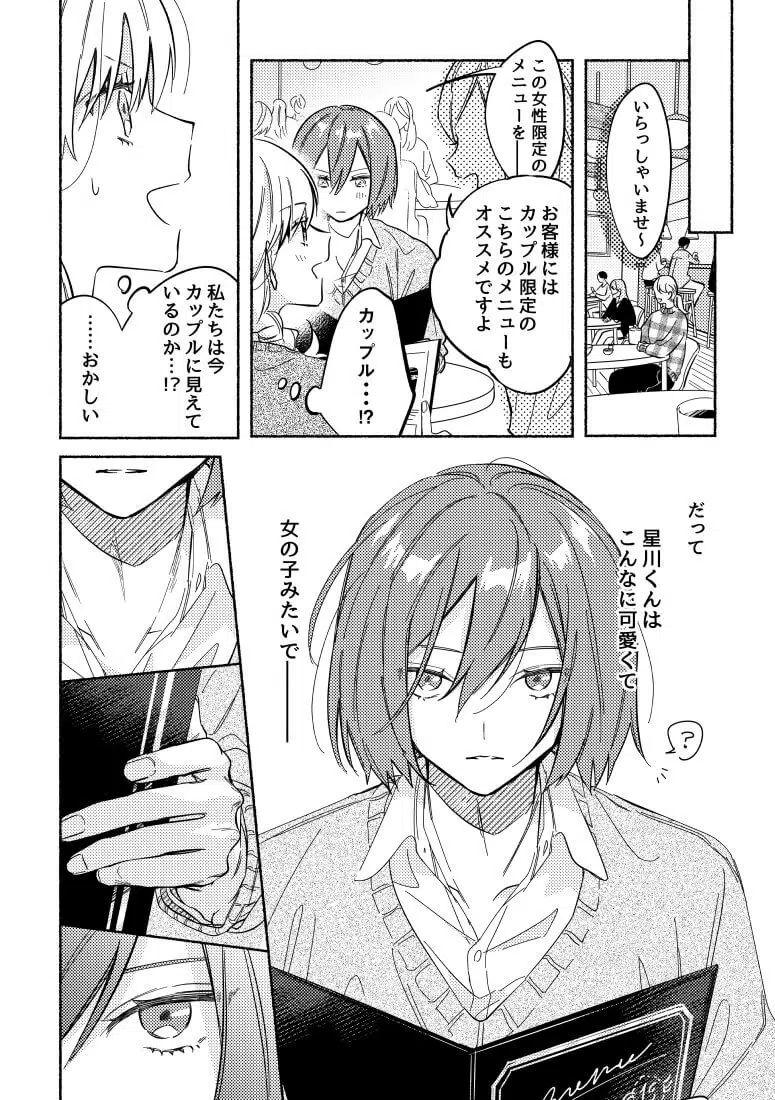 いらっしゃいませ～
この女性限定の
メニューを――
お客様には
カップル限定の
こちらのメニューも
オススメですよ
カップル・・・!?
私たちは今
カップルに見えて
いるのか…!?
……おかしい
だって
星川くんは
こんなに可愛くて
?
女の子みたいで――
Menu